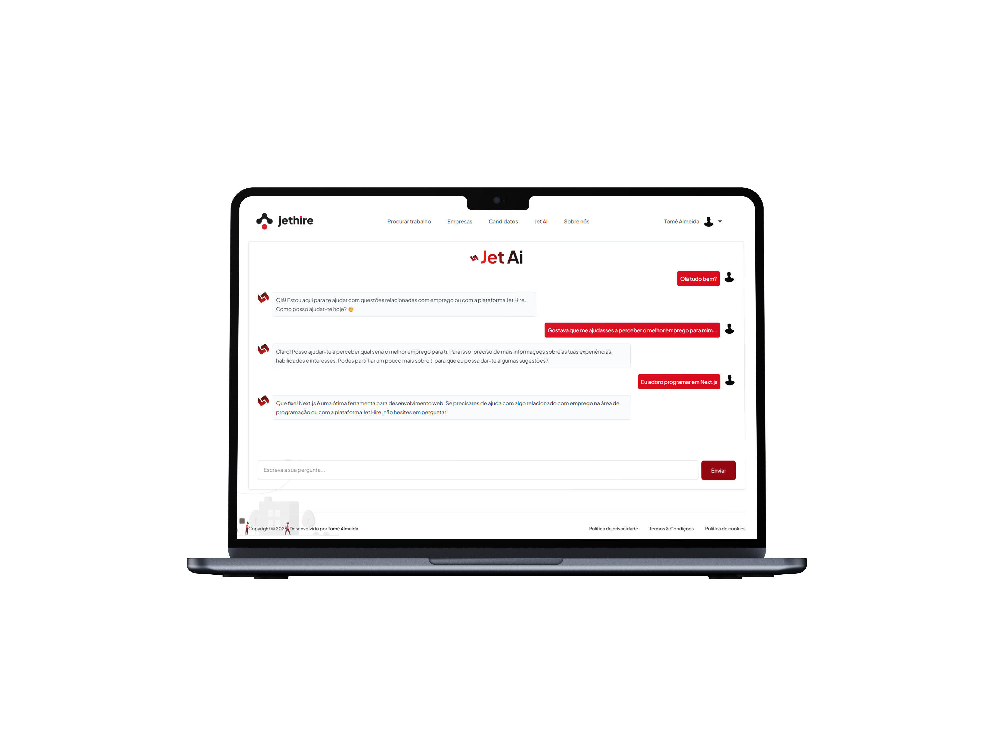 jethire
Procurar trabalho
Empresas
Candidatos
Jet AI
Sobre nós
Tomé Almeida
Jet Ai
Olá tudo bem?
Olá! Estou aqui para te ajudar com questões relacionadas com emprego ou com a plataforma Jet Hire.
Como posso ajudar-te hoje? 😊
Gostava que me ajudasses a perceber o melhor emprego para mim...
Claro! Posso ajudar-te a perceber qual seria o melhor emprego para ti. Para isso, preciso de mais informações sobre as tuas experiências,
habilidades e interesses. Podes partilhar um pouco mais sobre ti para que eu possa dar-te algumas sugestões?
Eu adoro programar em Next.js
Que fixe! Next.js é uma ótima ferramenta para desenvolvimento web. Se precisares de ajuda com algo relacionado com emprego na área de
programação ou com a plataforma Jet Hire, não hesites em perguntar!
Escreva a sua pergunta...
Enviar
Copyright © 2025, Desenvolvido por Tomé Almeida
Política de privacidade
Termos & Condições
Política de cookies